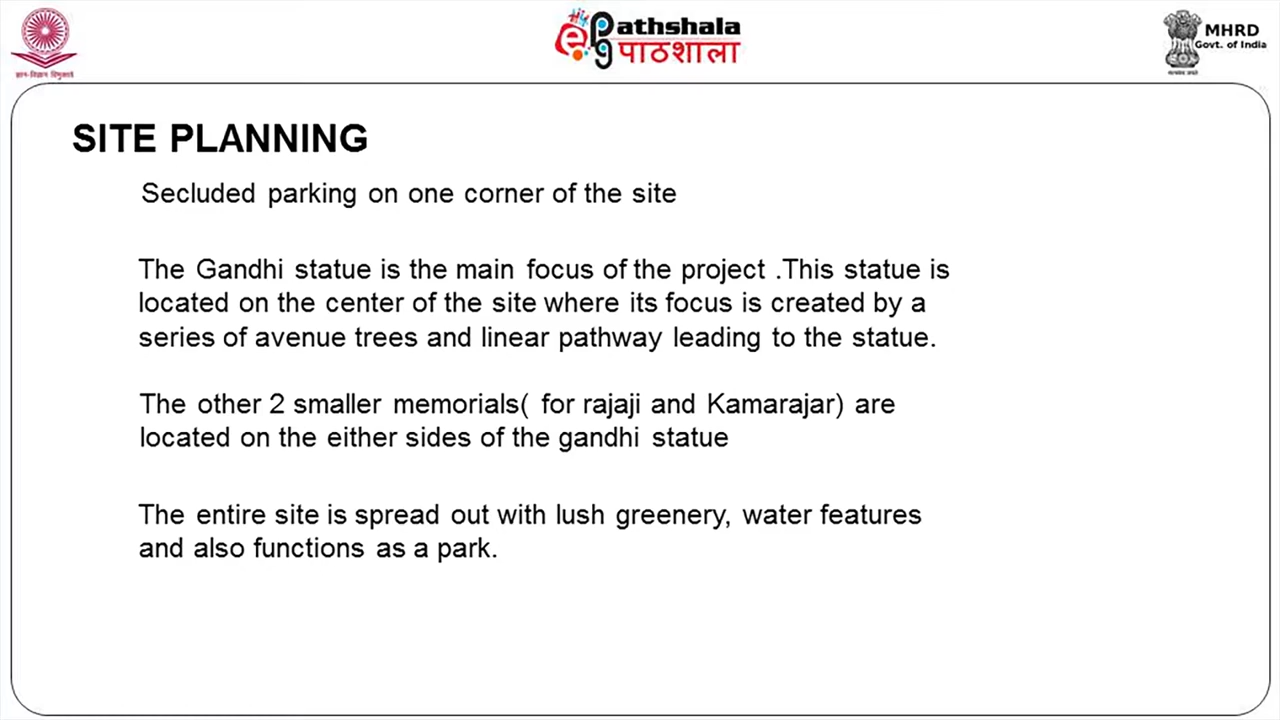 Pathshala
पाठशाला
MHRD
Govt. of India
ज्ञान-विज्ञान विमुक्तये
SITE PLANNING
Secluded parking on one corner of the site
The Gandhi statue is the main focus of the project .This statue is
located on the center of the site where its focus is created by a
series of avenue trees and linear pathway leading to the statue.
The other 2 smaller memorials( for rajaji and Kamarajar) are
located on the either sides of the gandhi statue
The entire site is spread out with lush greenery, water features
and also functions as a park.